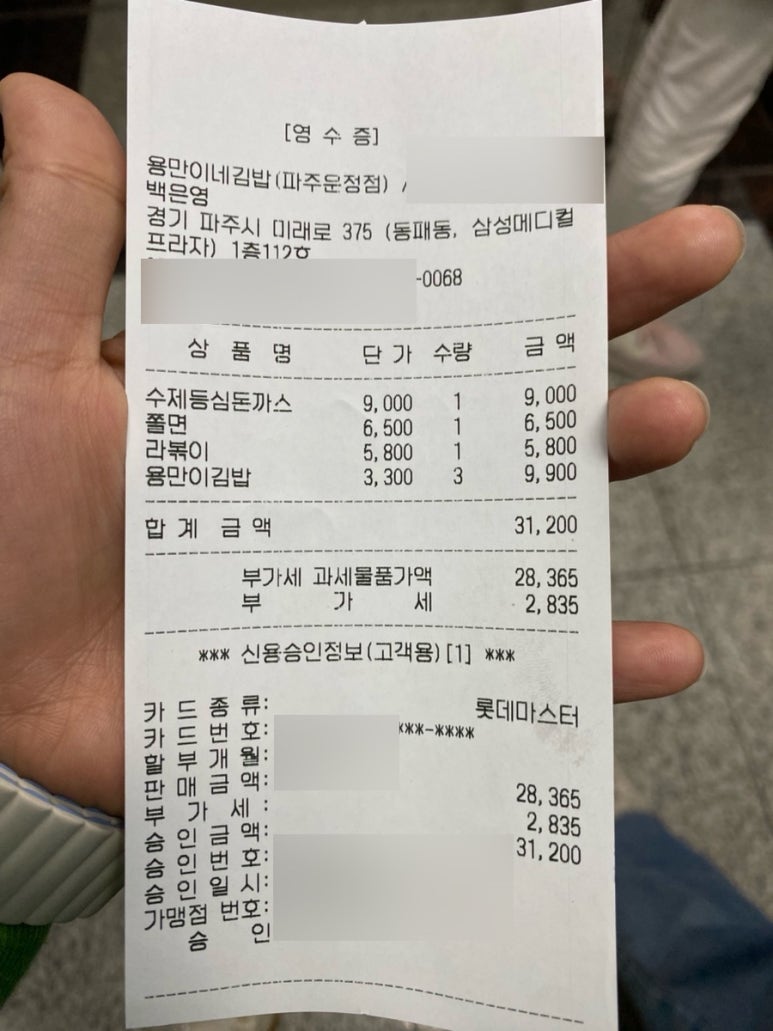 [영 수 증]
용만이네김밥(파주운정점) /
백은영
경기 파주시 미래로 375 (동패동, 삼성메디컬
프라자) 1층112호
-0068
상 품 명 단 가 수량 금 액
수제등심돈까스 9,000 1 9,000
쫄면 6,500 1 6,500
라볶이 5,800 1 5,800
용만이김밥 3,300 3 9,900
합 계 금 액 31,200
부가세 과세물품가액 28,365
부 가 세 2,835
*** 신용승인정보(고객용)[1] ***
카 드 종 류: 롯데마스터
카 드 번 호: ***-****
할 부 개 월:
판 매 금 액: 28,365
부 가 세 : 2,835
승 인 금 액: 31,200
승 인 번 호:
승 인 일 시:
가맹점 번호:
승 인